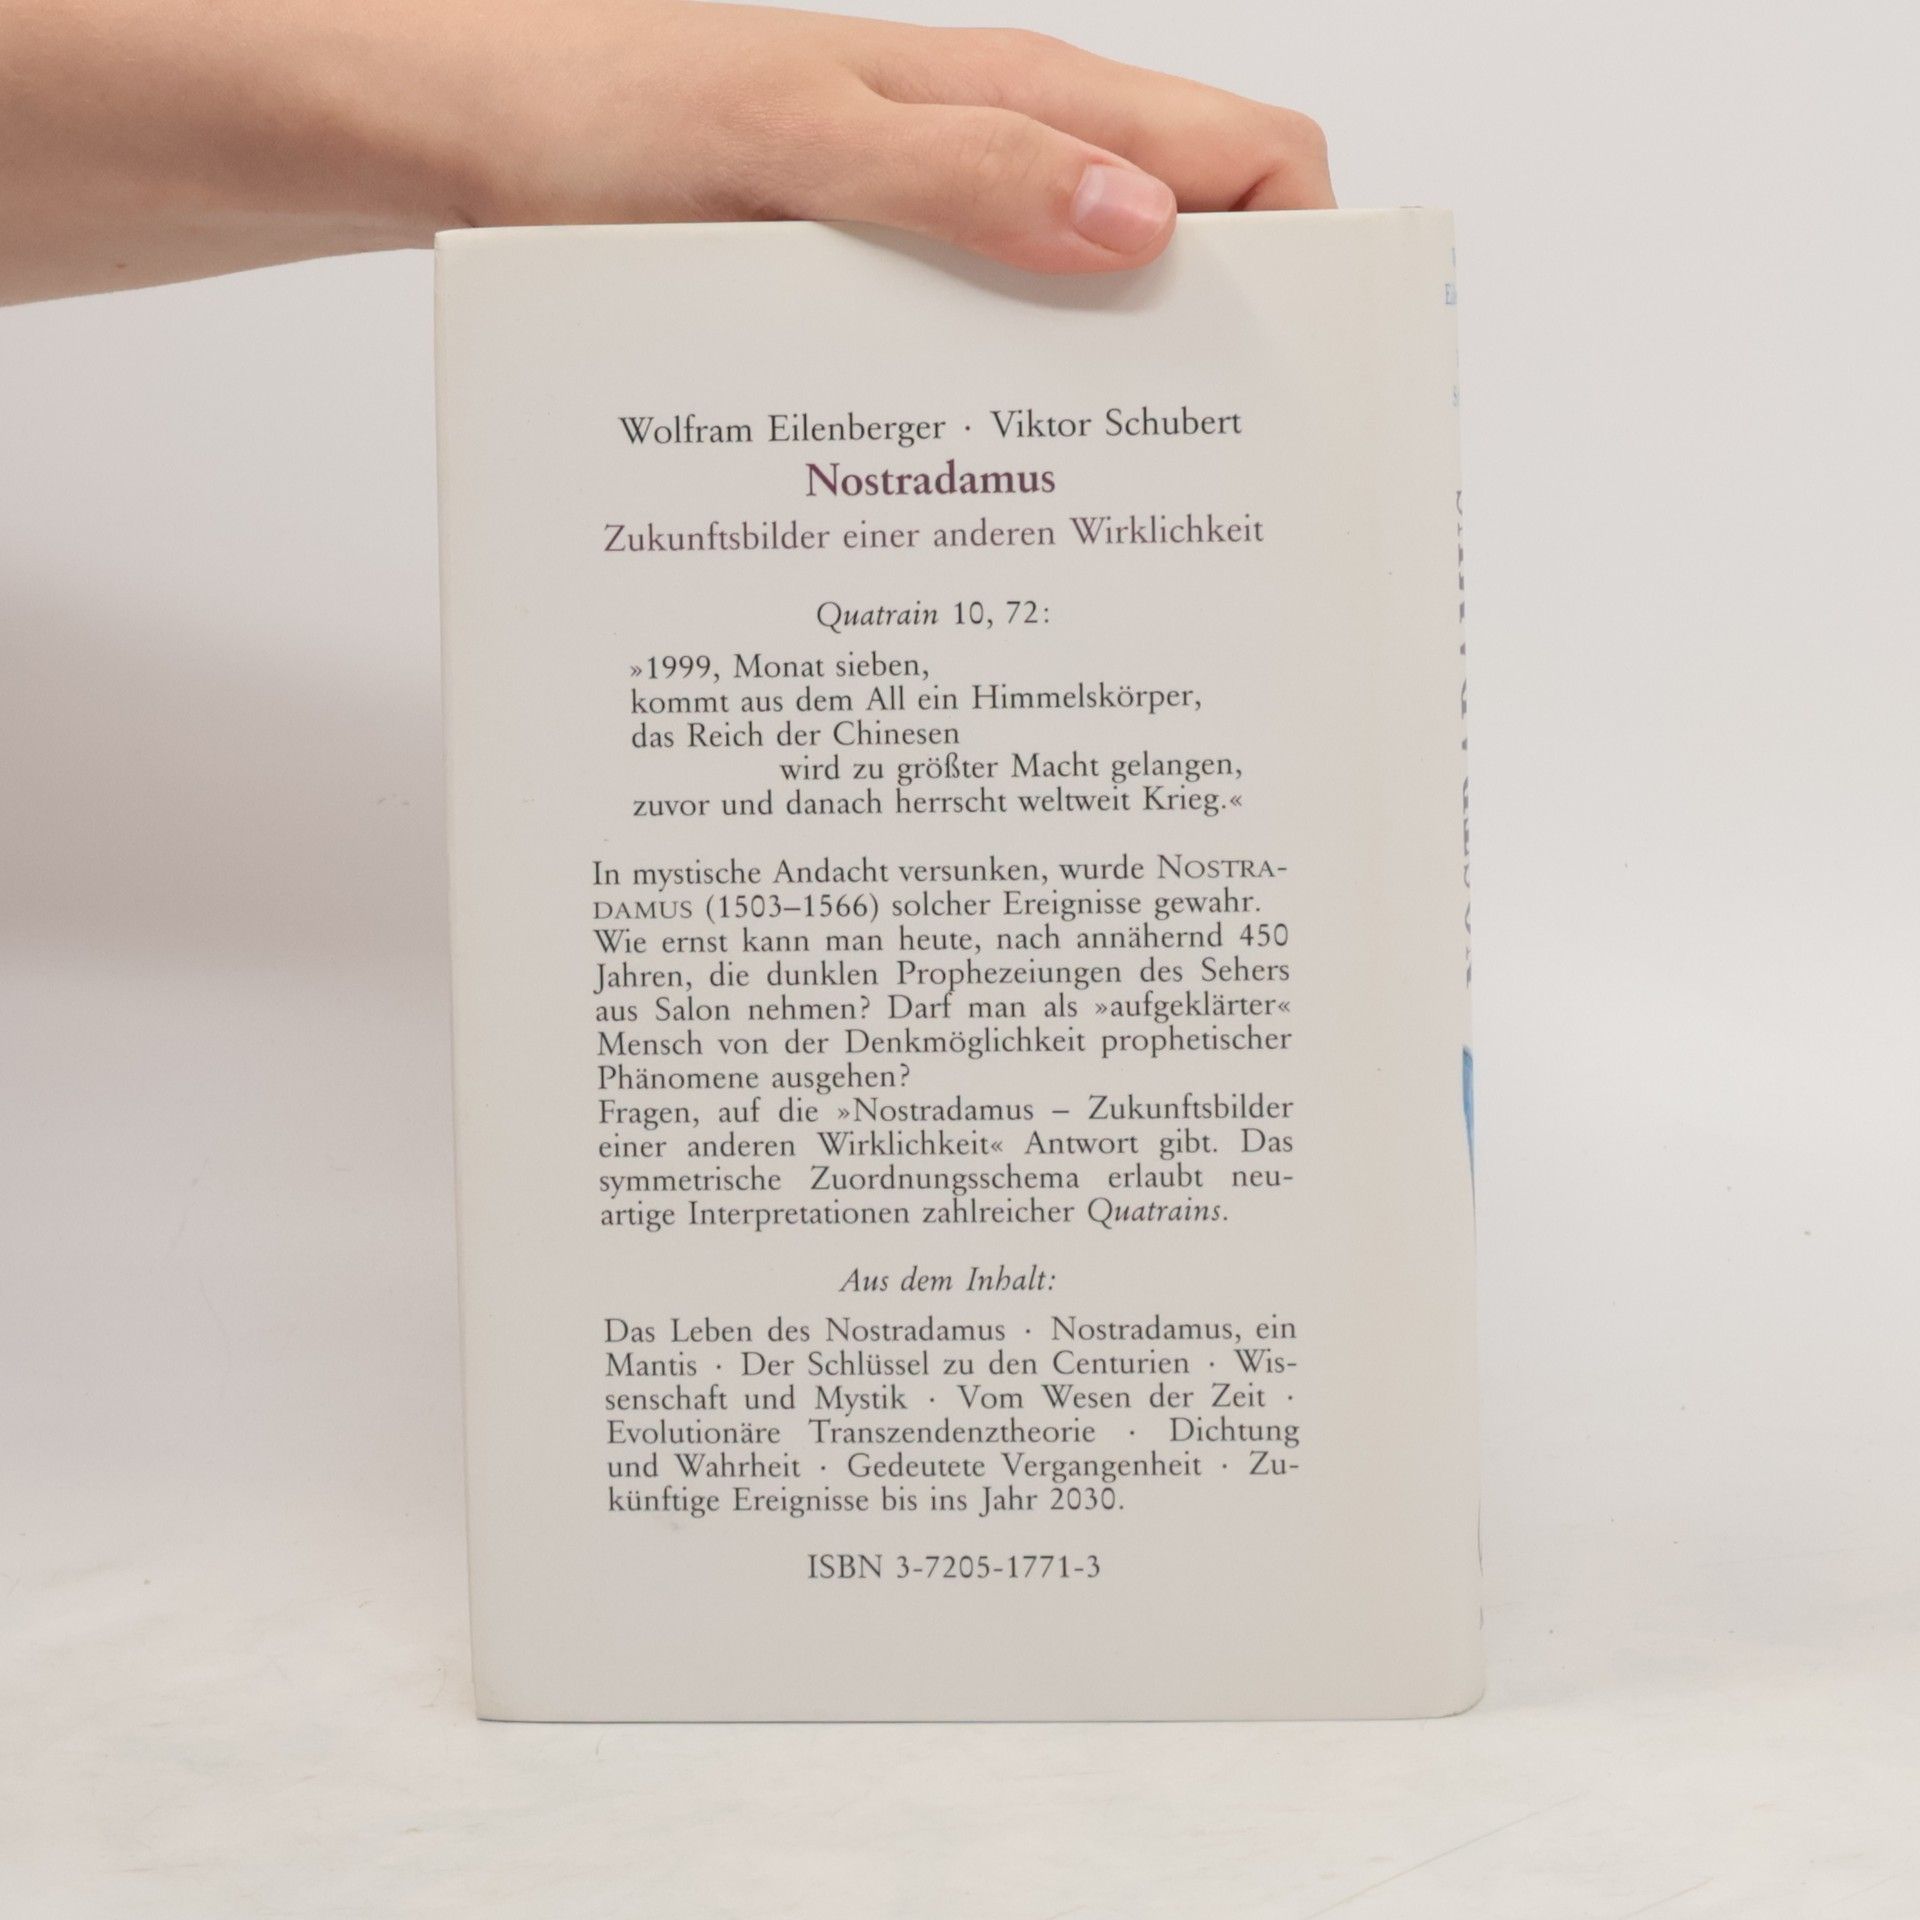 Wolfram Eilenberger · Viktor Schubert
Nostradamus
Zukunftsbilder einer anderen Wirklichkeit
Quatrain 10, 72:
»1999, Monat sieben,
kommt aus dem All ein Himmelskörper,
das Reich der Chinesen
wird zu größter Macht gelangen,
zuvor und danach herrscht weltweit Krieg.«
In mystische Andacht versunken, wurde NOSTRA-
DAMUS (1503–1566) solcher Ereignisse gewahr.
Wie ernst kann man heute, nach annähernd 450
Jahren, die dunklen Prophezeiungen des Sehers
aus Salon nehmen? Darf man als »aufgeklärter«
Mensch von der Denkmöglichkeit prophetischer
Phänomene ausgehen?
Fragen, auf die »Nostradamus – Zukunftsbilder
einer anderen Wirklichkeit« Antwort gibt. Das
symmetrische Zuordnungsschema erlaubt neu-
artige Interpretationen zahlreicher Quatrains.
Aus dem Inhalt:
Das Leben des Nostradamus · Nostradamus, ein
Mantis · Der Schlüssel zu den Centurien · Wis-
senschaft und Mystik · Vom Wesen der Zeit ·
Evolutionäre Transzendenztheorie · Dichtung
und Wahrheit · Gedeutete Vergangenheit · Zu-
künftige Ereignisse bis ins Jahr 2030.
ISBN 3-7205-1771-3